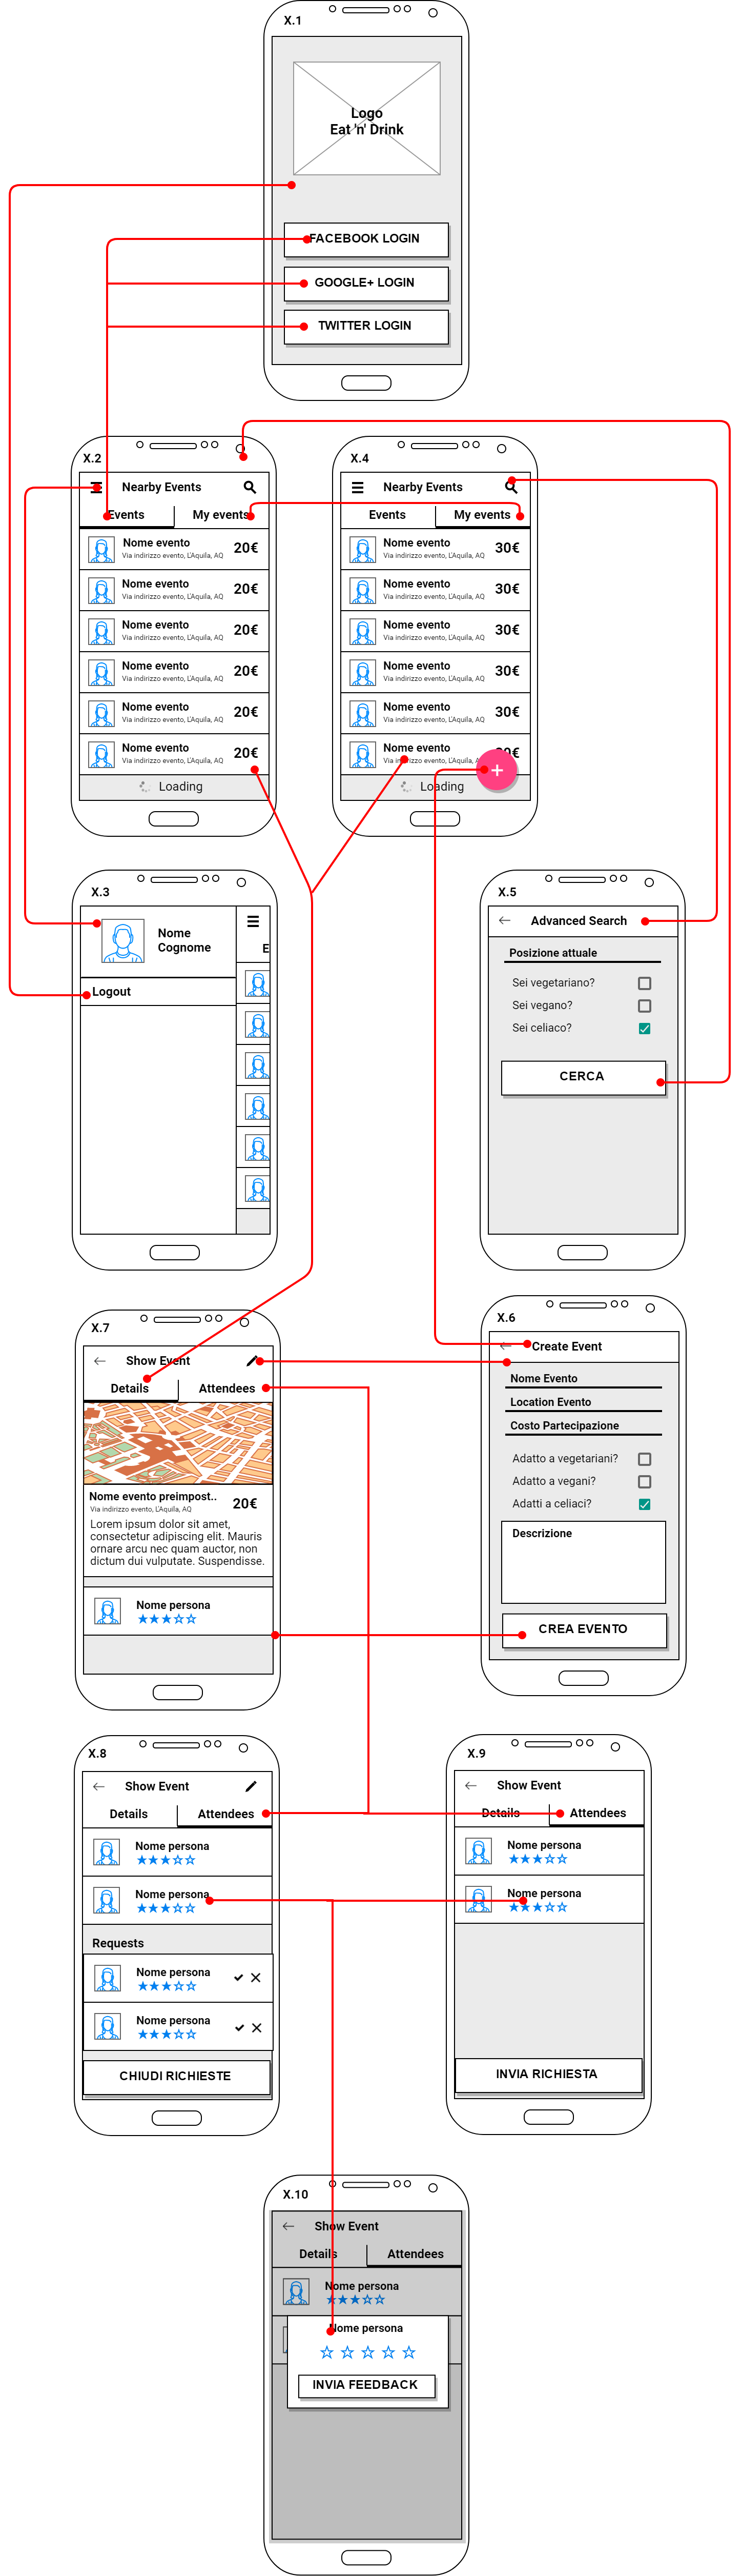 X.1
Logo
Eat 'n' Drink
FACEBOOK LOGIN
GOOGLE+ LOGIN
TWITTER LOGIN
X.2
Nearby Events
Events
My events
Nome evento
Via indirizzo evento, L'Aquila, AQ
20€
Nome evento
Via indirizzo evento, L'Aquila, AQ
20€
Nome evento
Via indirizzo evento, L'Aquila, AQ
20€
Nome evento
Via indirizzo evento, L'Aquila, AQ
20€
Nome evento
Via indirizzo evento, L'Aquila, AQ
20€
Nome evento
Via indirizzo evento, L'Aquila, AQ
20€
Loading
X.4
Nearby Events
Events
My events
Nome evento
Via indirizzo evento, L'Aquila, AQ
30€
Nome evento
Via indirizzo evento, L'Aquila, AQ
30€
Nome evento
Via indirizzo evento, L'Aquila, AQ
30€
Nome evento
Via indirizzo evento, L'Aquila, AQ
30€
Nome evento
Via indirizzo evento, L'Aquila, AQ
30€
Nome evento
Via indirizzo evento, L'Aquila,
Loading
+
X.3
Nome
Cognome
E
Logout
X.5
Advanced Search
Posizione attuale
Sei vegetariano?
Sei vegano?
Sei celiaco?
CERCA
X.7
Show Event
Details
Attendees
Nome evento preimpost..
Via indirizzo evento, L'Aquila, AQ
20€
Lorem ipsum dolor sit amet,
consectetur adipiscing elit. Mauris
ornare arcu nec quam auctor, non
dictum dui vulputate. Suspendisse.
Nome persona
X.6
Create Event
Nome Evento
Location Evento
Costo Partecipazione
Adatto a vegetariani?
Adatto a vegani?
Adatti a celiaci?
Descrizione
CREA EVENTO
X.8
Show Event
Details
Attendees
Nome persona
Nome persona
Requests
Nome persona
Nome persona
CHIUDI RICHIESTE
X.9
Show Event
Details
Attendees
Nome persona
Nome persona
INVIA RICHIESTA
X.10
Show Event
Details
Attendees
Nome persona
Nome persona
INVIA FEEDBACK